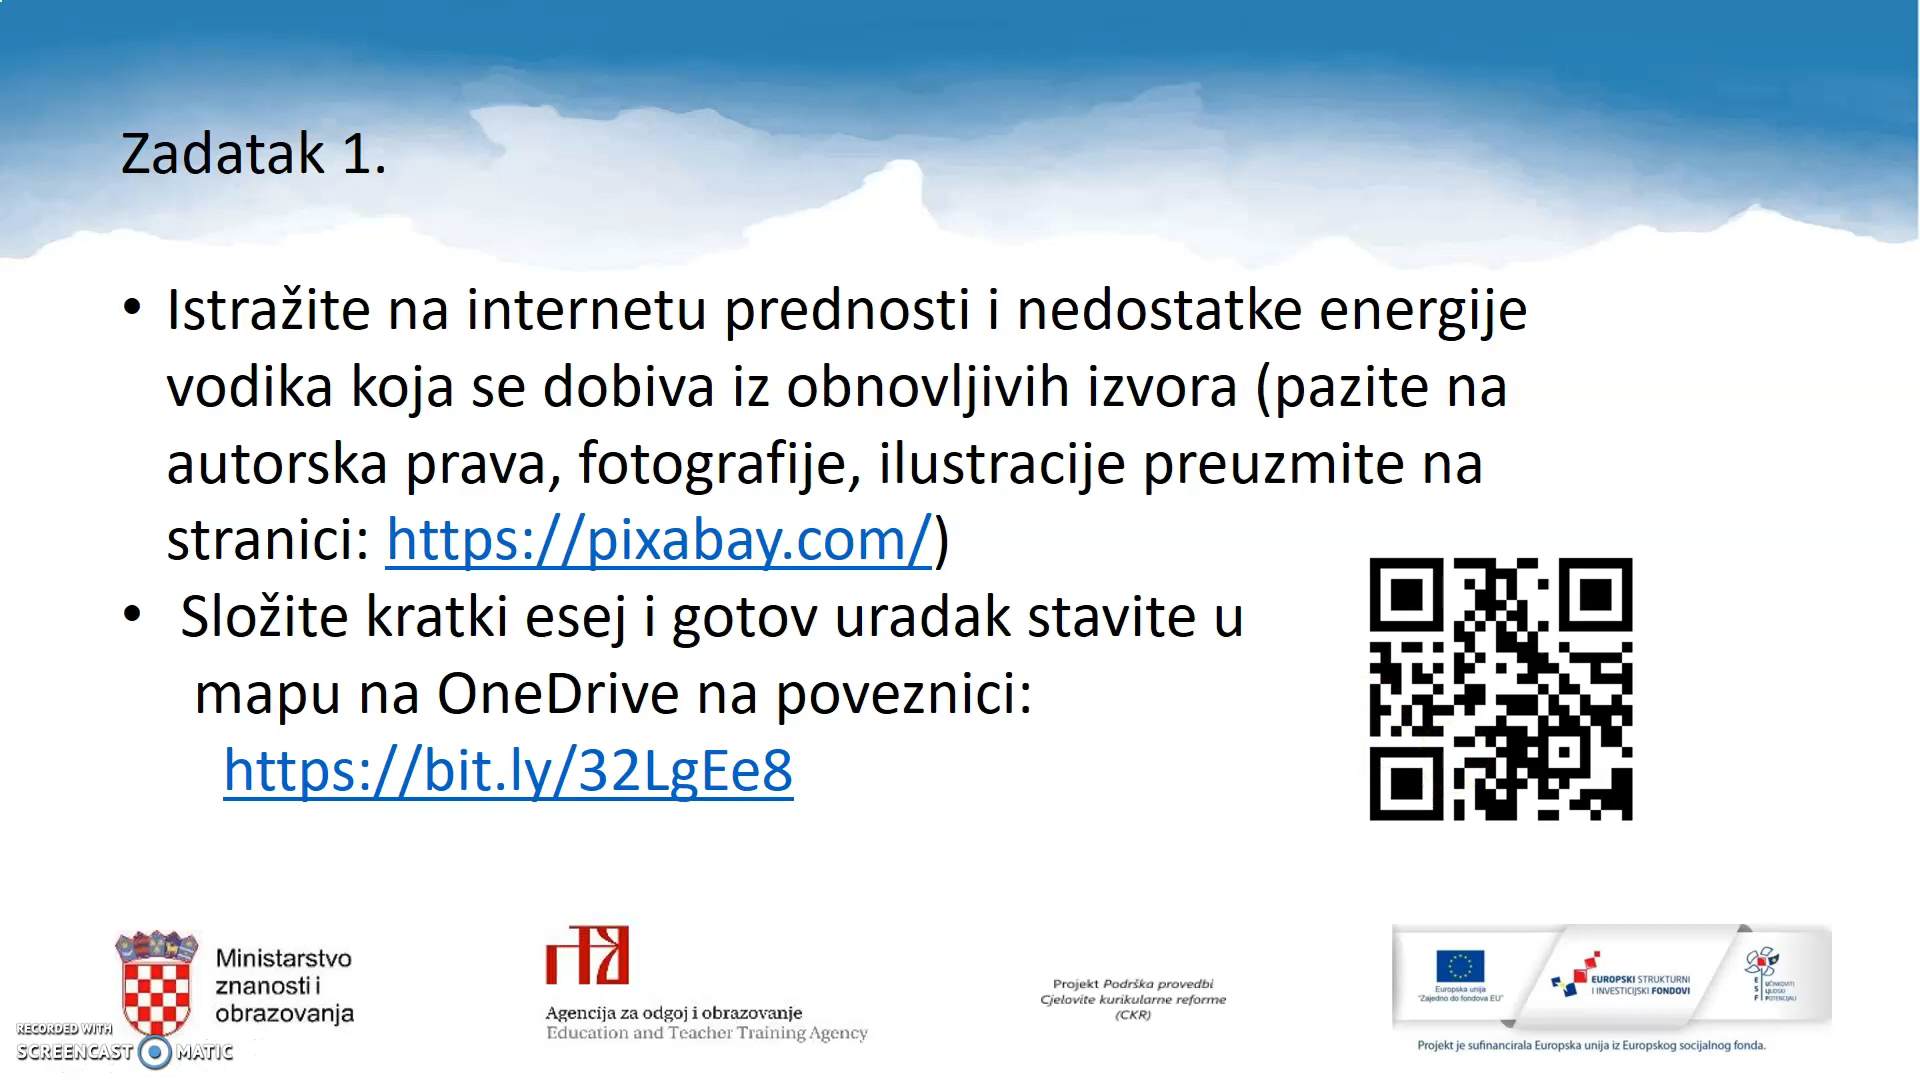 Zadatak 1.
• Istražite na internetu prednosti i nedostatke energije
vodika koja se dobiva iz obnovljivih izvora (pazite na
autorska prava, fotografije, ilustracije preuzmite na
stranici: https://pixabay.com/)
• Složite kratki esej i gotov uradak stavite u
mapu na OneDrive na poveznici:
https://bit.ly/32LgEe8
Ministarstvo
znanosti i
obrazovanja
Agencija za odgoj i obrazovanje
Education and Teacher Training Agency
Projekt Podrška provedbi
Cjelovite kurikularne reforme
(CKR)
Europska unija
"Zajedno do fondova EU"
EUROPSKI STRUKTURNI
I INVESTICIJSKI FONDOVI
ESF
UČINKOVITI
LJUDSKI
POTENCIJALI
Projekt je sufinancirala Europska unija iz Europskog socijalnog fonda.
RECORDED WITH
SCREENCAST MATIC